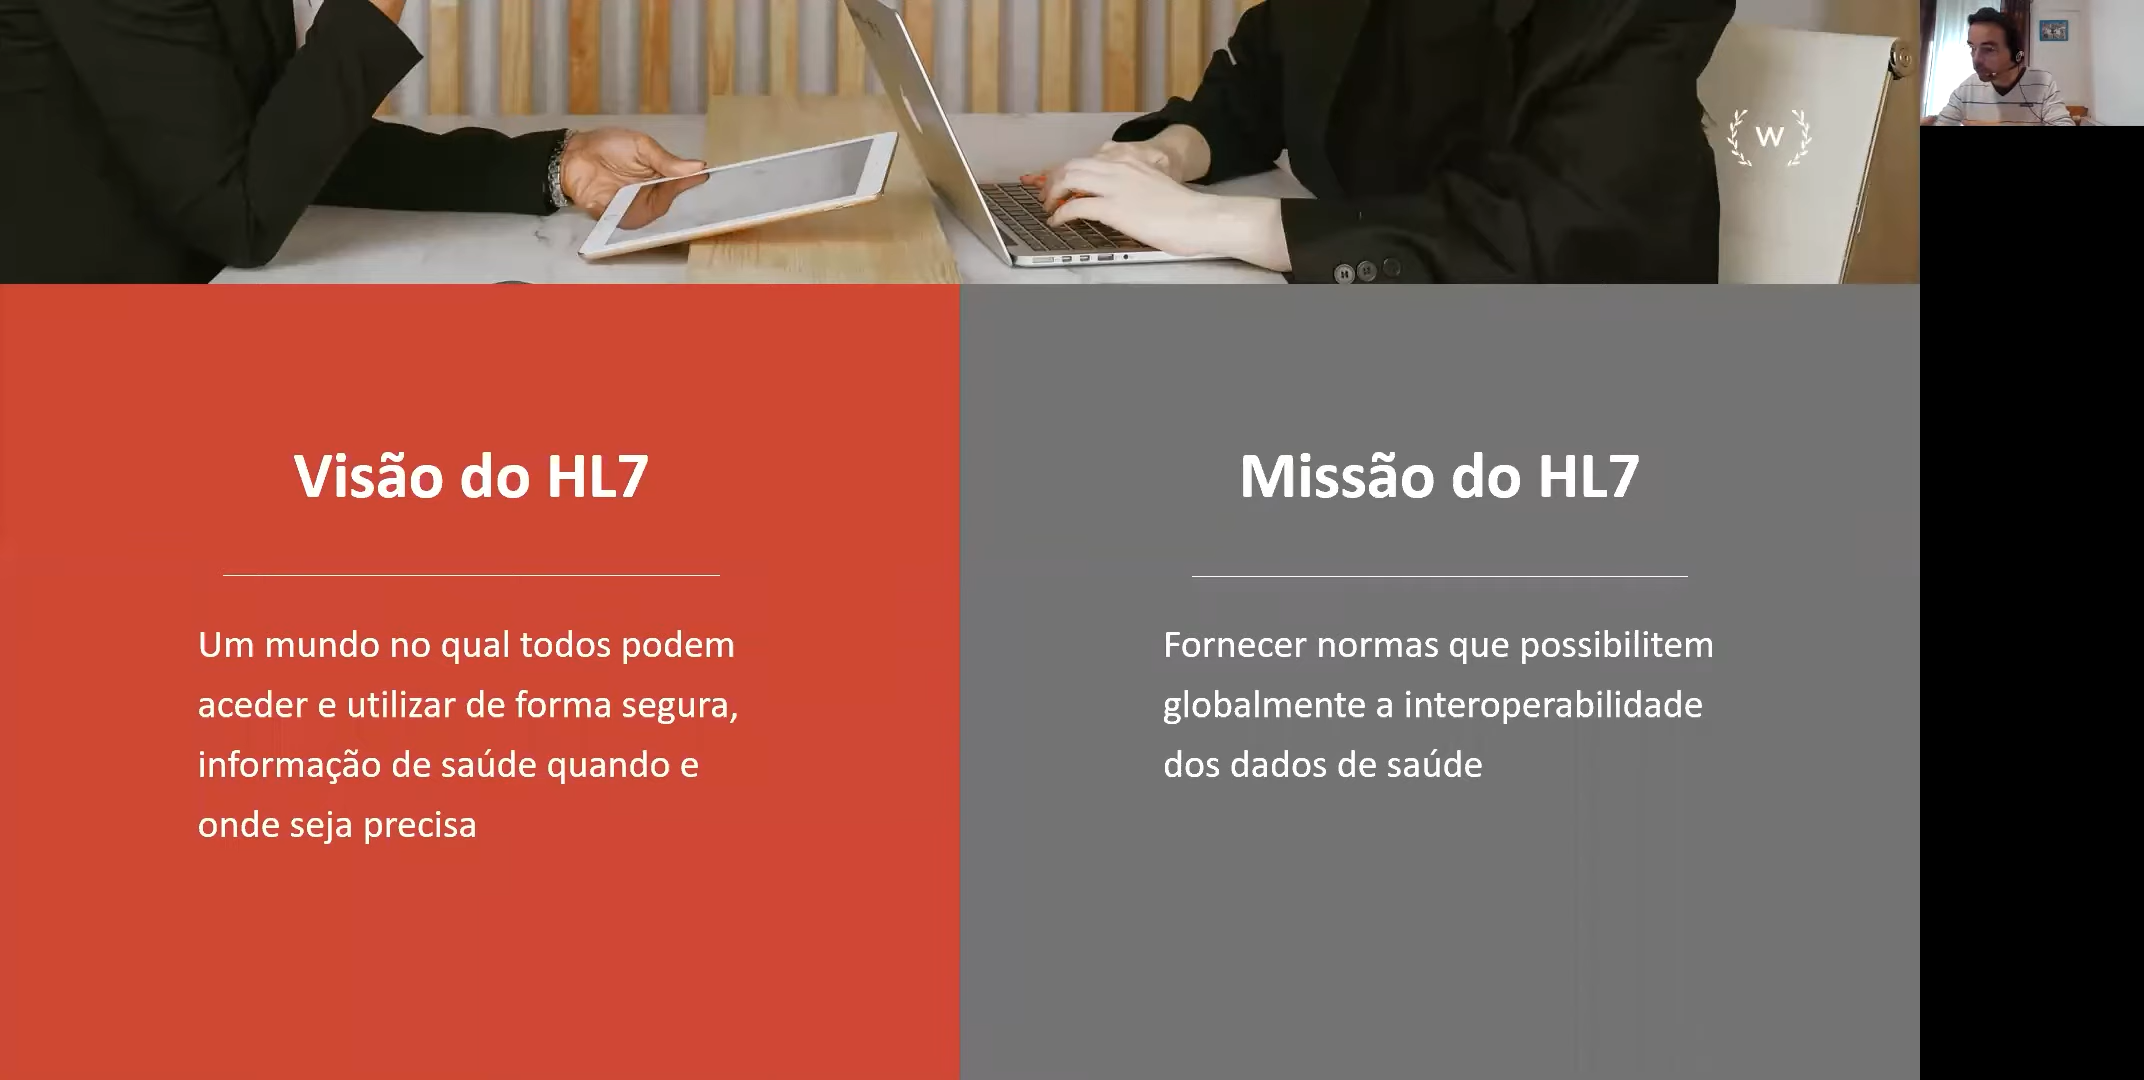 W
Visão do HL7
Um mundo no qual todos podem
aceder e utilizar de forma segura,
informação de saúde quando e
onde seja precisa
Missão do HL7
Fornecer normas que possibilitem
globalmente a interoperabilidade
dos dados de saúde